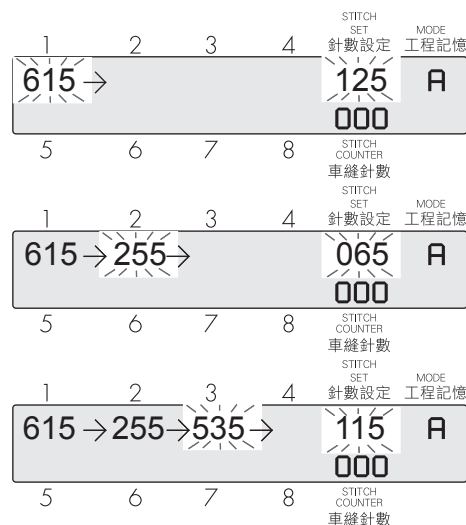 STITCH
SET MODE
1 2 3 4 針數設定 工程記憶
615→ 125 A
000
5 6 7 8 STITCH
COUNTER
車縫針數
STITCH
SET MODE
1 2 3 4 針數設定 工程記憶
615→255→ 065 A
000
5 6 7 8 STITCH
COUNTER
車縫針數
STITCH
SET MODE
1 2 3 4 針數設定 工程記憶
615→255→535→ 115 A
000
5 6 7 8 STITCH
COUNTER
車縫針數